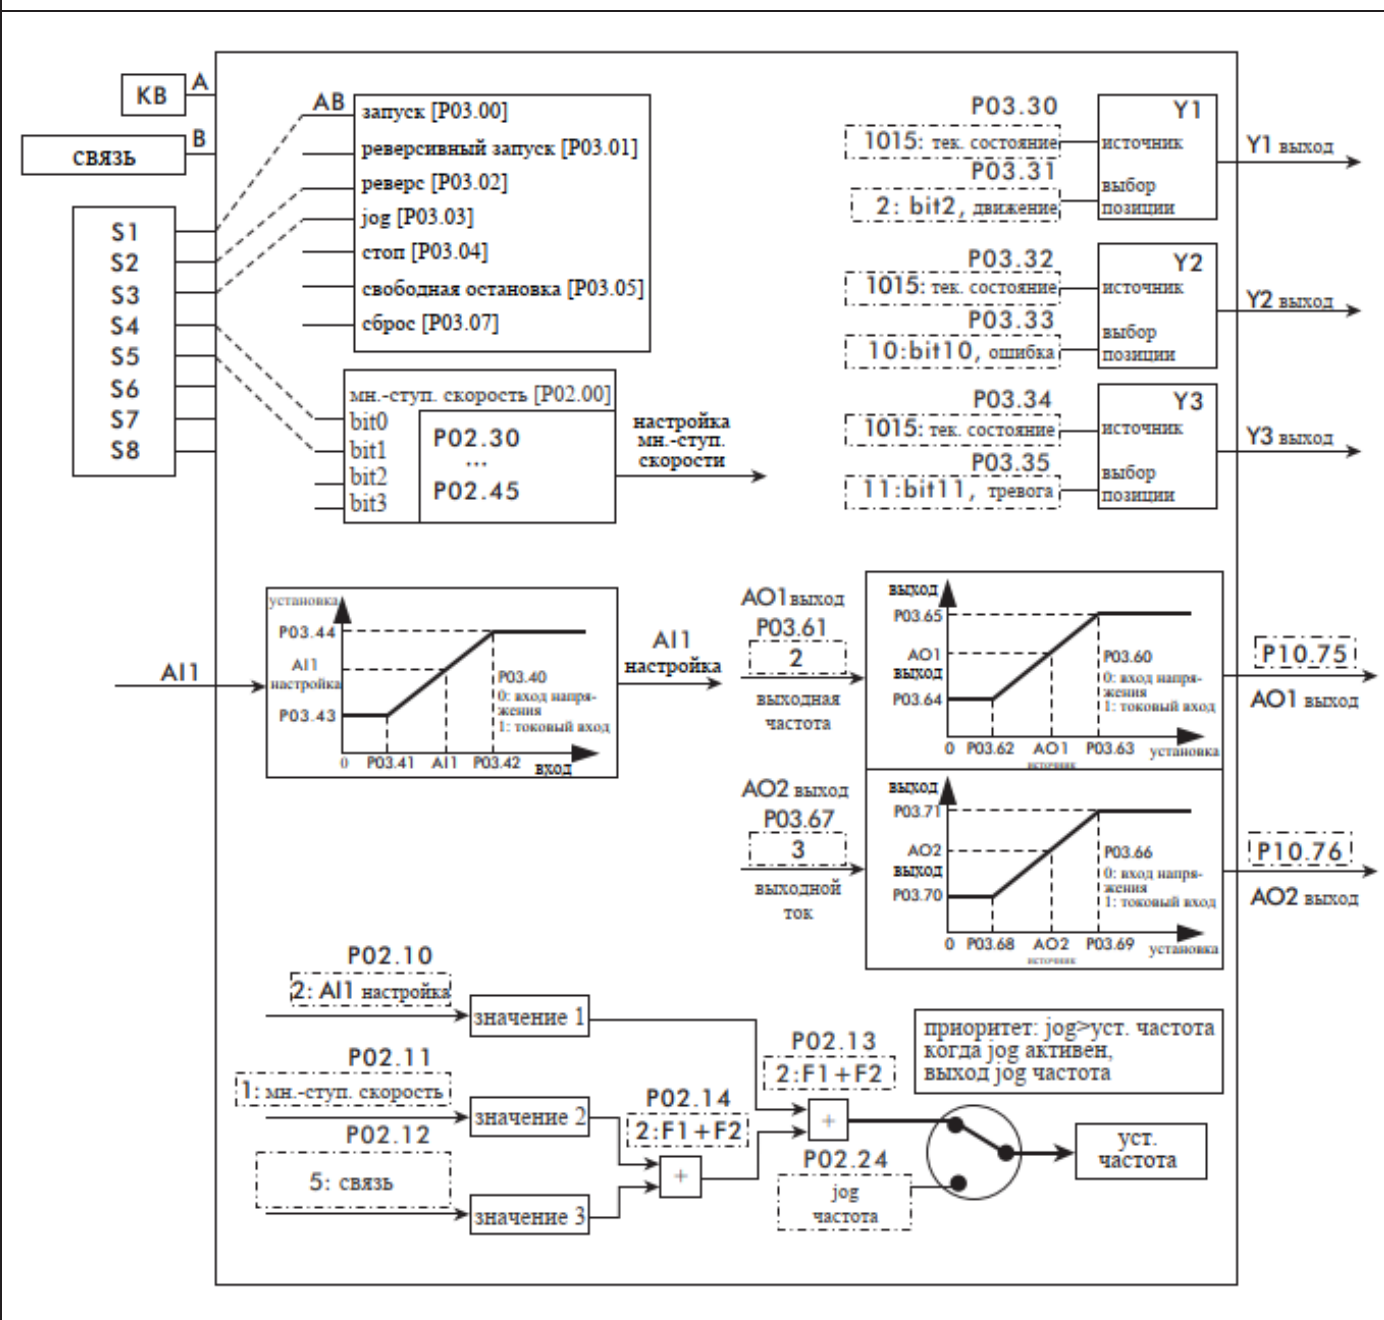 КВ
A
B
СВЯЗЬ
S1
S2
S3
S4
S5
S6
S7
S8
AB
запуск [P03.00]
реверсивный запуск [P03.01]
реверс [P03.02]
jog [P03.03]
стоп [P03.04]
свободная остановка [P03.05]
сброс [P03.07]
мн.-ступ. скорость [P02.00]
bit0
bit1
bit2
bit3
P02.30
...
P02.45
настройка
мн.-ступ.
скорости
P03.30
1015: тек. состояние
P03.31
2: bit2, движение
Y1
источник
выбор
позиции
Y1 выход
P03.32
1015: тек. состояние
P03.33
10:bit10, ошибка
Y2
источник
выбор
позиции
Y2 выход
P03.34
1015: тек. состояние
P03.35
11:bit11, тревога
Y3
источник
выбор
позиции
Y3 выход
AI1
установка
P03.44
AI1
настройка
P03.43
P03.40
0: вход напря-
жения
1: токовый вход
0 P03.41 AI1 P03.42 вход
AI1
настройка
AO1 выход
P03.61
2
выходная
частота
выход
P03.65
AO1
выход
P03.64
P03.60
0: вход напря-
жения
1: токовый вход
0 P03.62 AO1 P03.63 установка
источник
P10.75
AO1 выход
AO2 выход
P03.67
3
выходной
ток
выход
P03.71
AO2
выход
P03.70
P03.66
0: вход напря-
жения
1: токовый вход
0 P03.68 AO2 P03.69 установка
источник
P10.76
AO2 выход
P02.10
2: AI1 настройка
значение 1
P02.11
1: мн.-ступ. скорость
значение 2
P02.12
5: связь
значение 3
P02.14
2:F1+F2
+
P02.13
2:F1+F2
+
P02.24
jog
частота
приоритет: jog>уст. частота
когда jog активен,
выход jog частота
уст.
частота